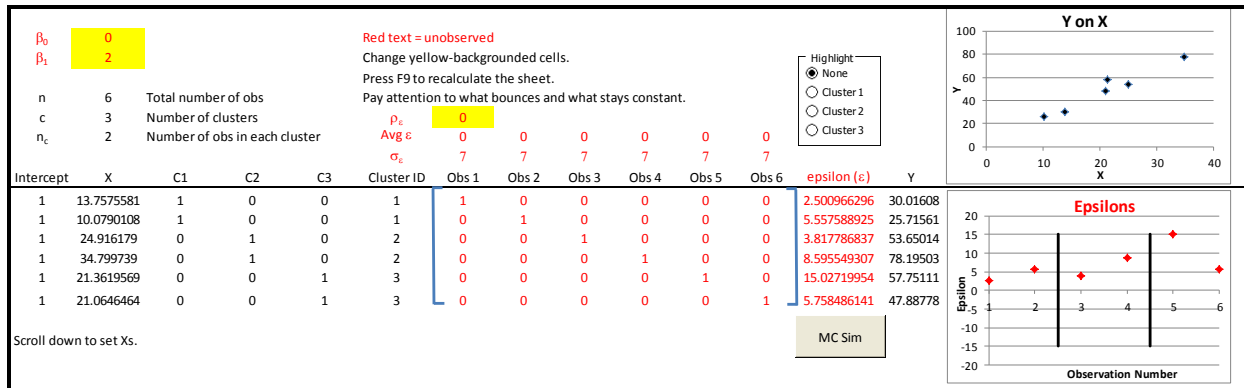 β0 0 Red text = unobserved
β1 2 Change yellow-backgrounded cells.
Press F9 to recalculate the sheet.
n 6 Total number of obs Pay attention to what bounces and what stays constant.
c 3 Number of clusters ρε 0
nc 2 Number of obs in each cluster Avg ε 0 0 0 0 0 0
σε 7 7 7 7 7 7
Highlight
None
Cluster 1
Cluster 2
Cluster 3
Intercept X C1 C2 C3 Cluster ID Obs 1 Obs 2 Obs 3 Obs 4 Obs 5 Obs 6 epsilon (ε) Y
1 13.7575581 1 0 0 1 1 0 0 0 0 0 2.500966296 30.01608
1 10.0790108 1 0 0 1 0 1 0 0 0 0 5.557588925 25.71561
1 24.916179 0 1 0 2 0 0 1 0 0 0 3.817786837 53.65014
1 34.799739 0 1 0 2 0 0 0 1 0 0 8.595549307 78.19503
1 21.3619569 0 0 1 3 0 0 0 0 1 0 15.02719954 57.75111
1 21.0646464 0 0 1 3 0 0 0 0 0 1 5.758486141 47.88778
Scroll down to set Xs.
MC Sim
Y on X
100
80
60
40
20
0
Y
0 10 20 30 40
X
Epsilons
20
15
10
5
0
-5
-10
-15
-20
Epsilon
1 2 3 4 5 6
Observation Number